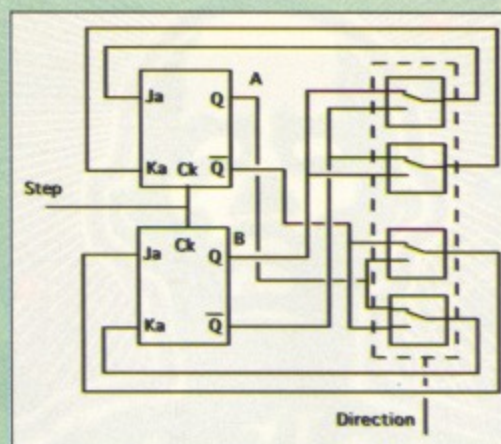 A
Ja Q
Ka Ck Q̅
Step
Ck B
Ja Q
Ka Q̅
Direction